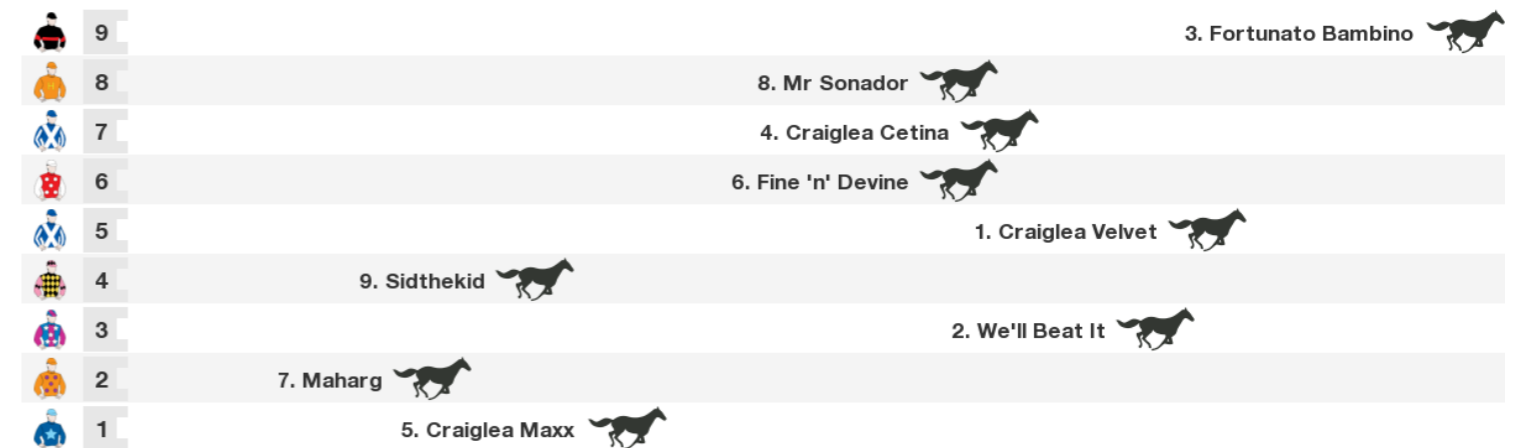 9 3. Fortunato Bambino
8 8. Mr Sonador
7 4. Craiglea Cetina
6 6. Fine 'n' Devine
5 1. Craiglea Velvet
4 9. Sidthekid
3 2. We'll Beat It
2 7. Maharg
1 5. Craiglea Maxx